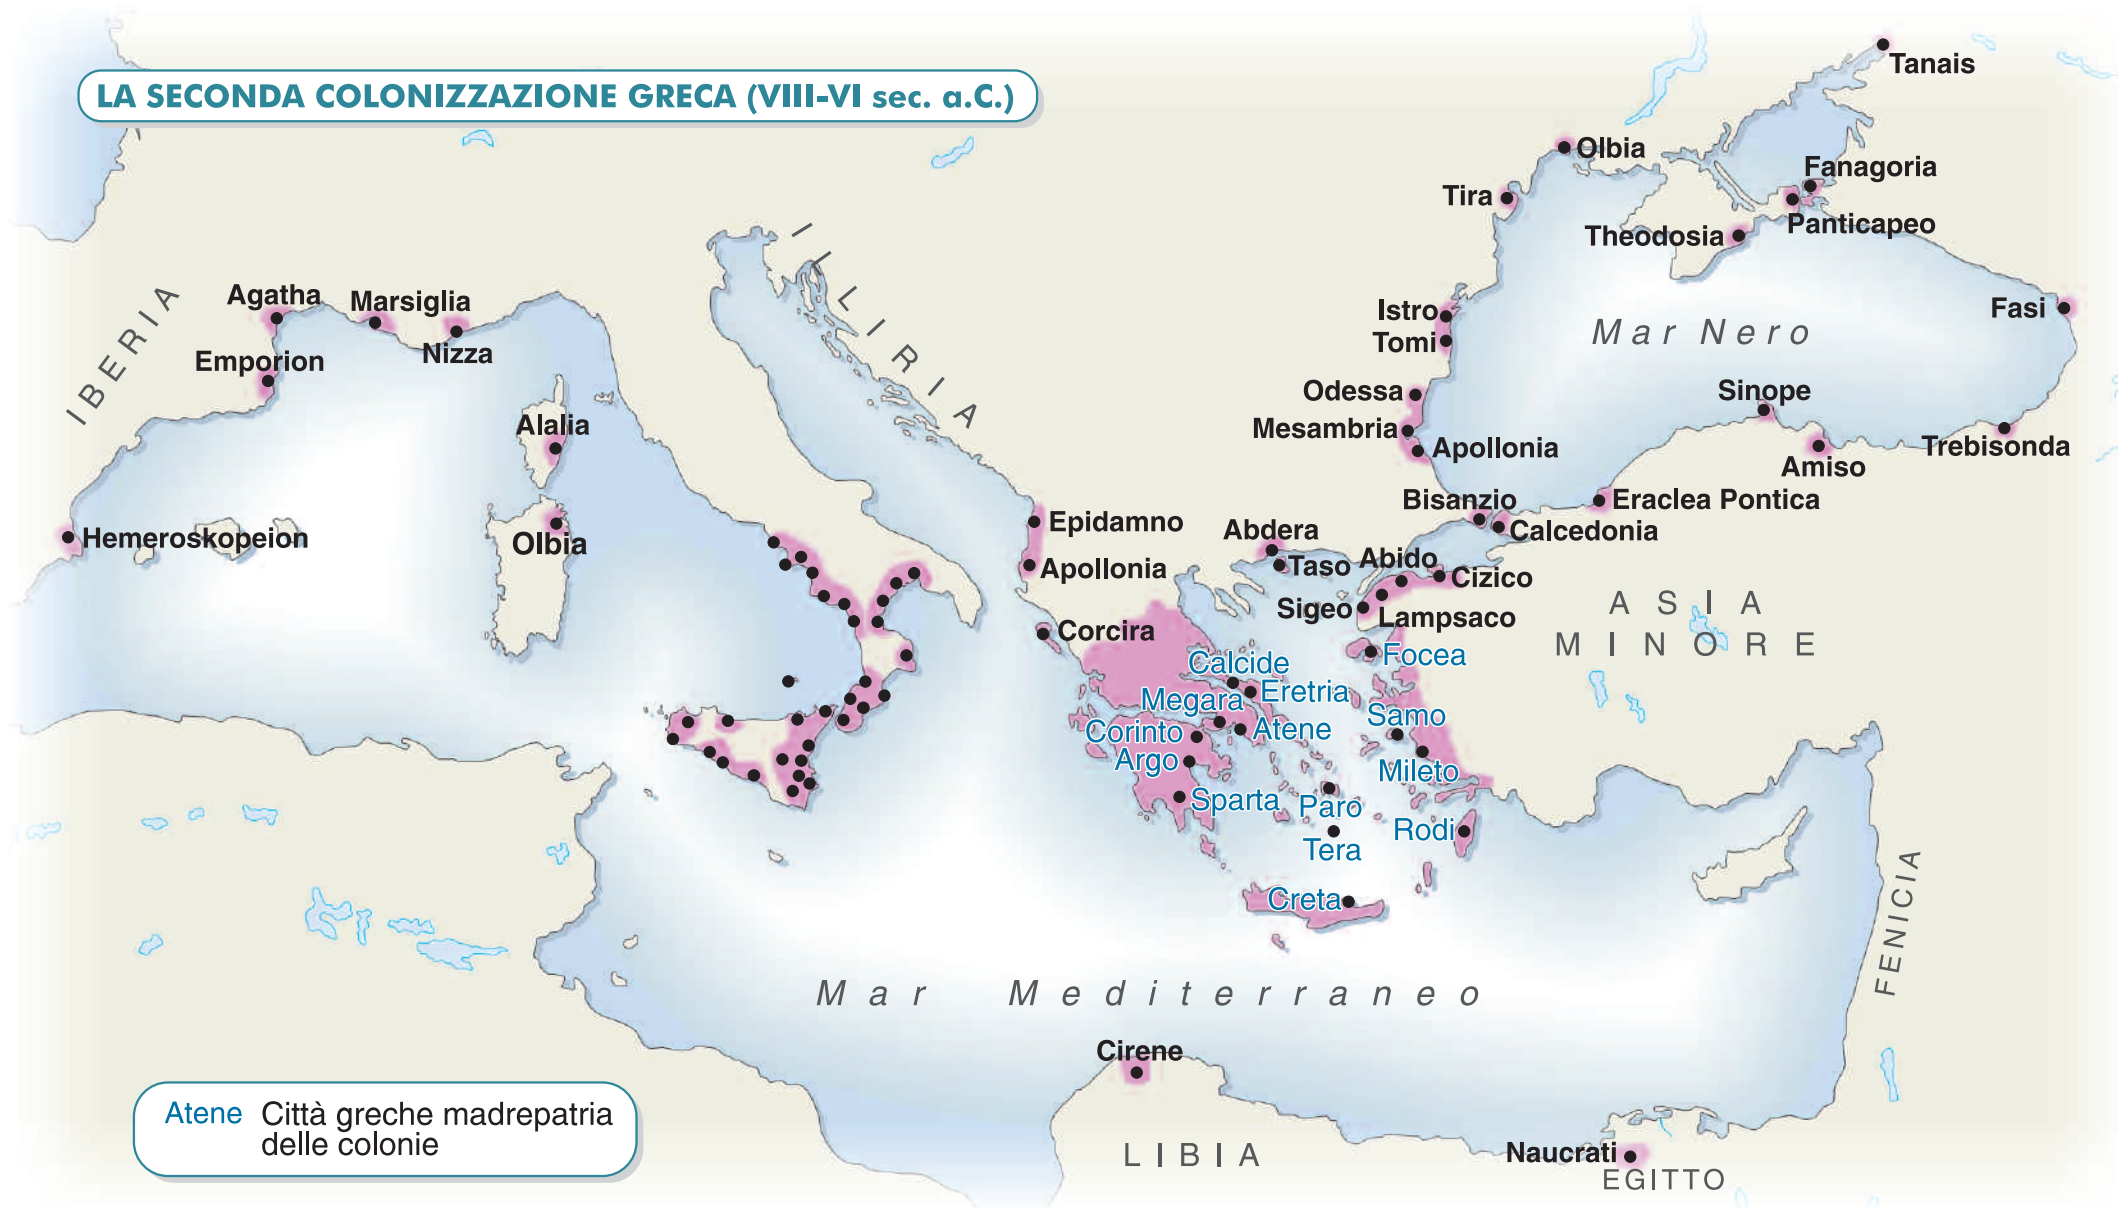 LA SECONDA COLONIZZAZIONE GRECA (VIII-VI sec. a.C.)
Tanais
Olbia
Fanagoria
Tira
Panticapeo
Theodosia
ILLIRIA
IBERIA
Agatha
Marsiglia
Istro
Fasi
Mar Nero
Tomi
Nizza
Emporion
Odessa
Sinope
Alalia
Mesambria
Apollonia
Trebisonda
Amiso
Bisanzio
Eraclea Pontica
Hemeroskopeion
Olbia
Epidamno
Abdera
Calcedonia
Apollonia
Taso
Abido
Cizico
Sigeo
Lampsaco
ASIA
MINORE
Corcira
Calcide
Focea
Megara
Eretria
Samo
Corinto
Atene
Argo
Mileto
Sparta
Paro
Rodi
Tera
Creta
FENICIA
Mar Mediterraneo
Cirene
LIBIA
Naucrati
EGITTO
Atene Città greche madrepatria
delle colonie